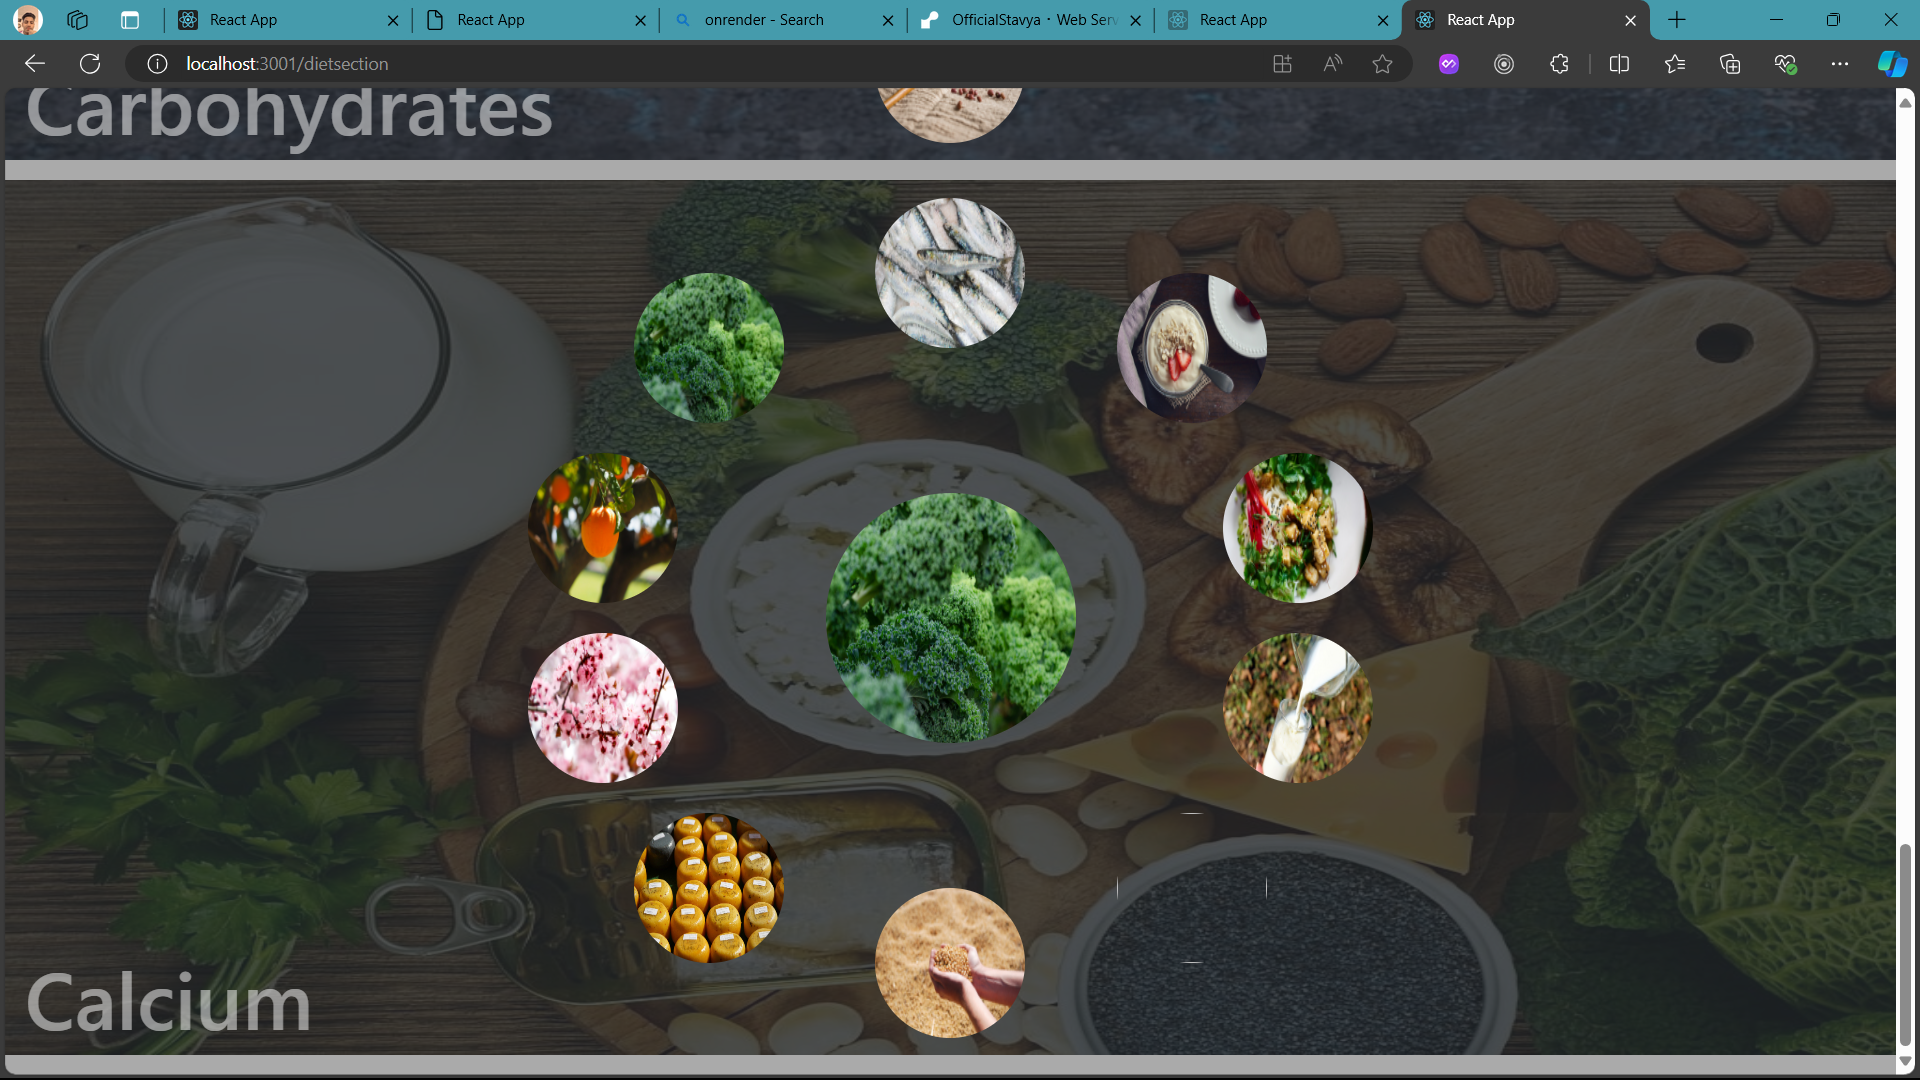 React App
React App
onrender - Search
OfficialStavya · Web Serv
React App
React App
localhost:3001/dietsection
Carbohydrates
Calcium